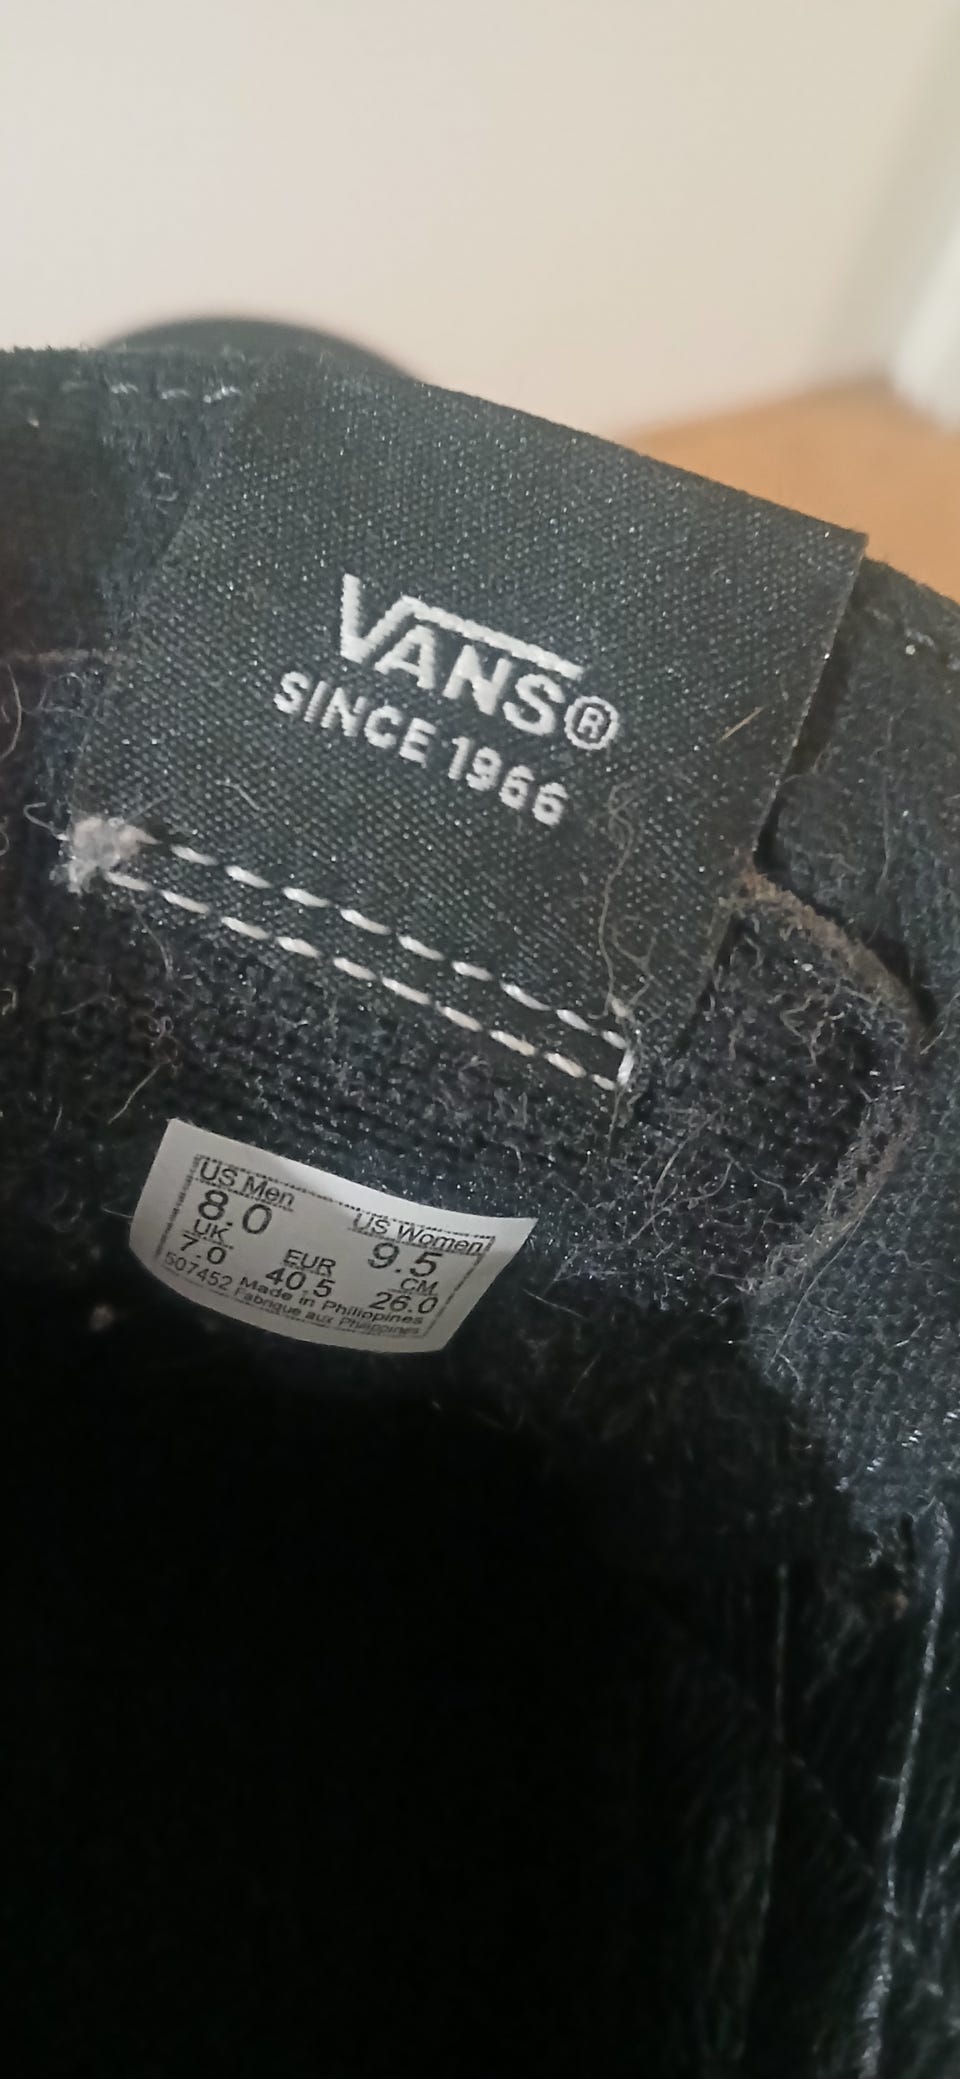 VANS®
SINCE 1966
US Men US Women
8.0 9.5
UK EUR CM
7.0 40.5 26.0
507452 Made in Philippines
Fabrique aux Philippines